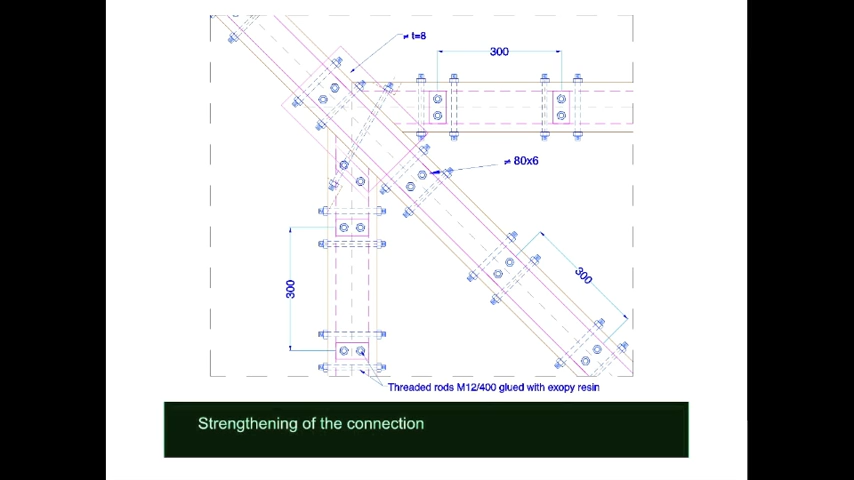 ≠ t=8
300
≠ 80x6
300
300
Threaded rods M12/400 glued with exopy resin
Strengthening of the connection